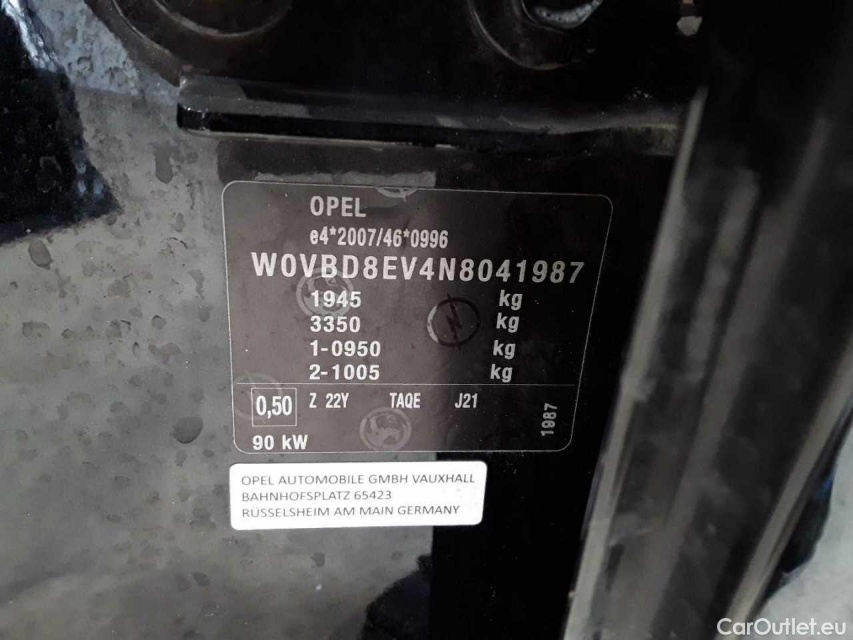 OPEL
e4*2007/46*0996
W0VBD8EV4N8041987
1945 kg
3350 kg
1-0950 kg
2-1005 kg
0,50 Z 22Y TAQE J21
1987
90 kW
OPEL AUTOMOBILE GMBH VAUXHALL
BAHNHOFSPLATZ 65423
RÜSSELSHEIM AM MAIN GERMANY
CarOutlet.eu